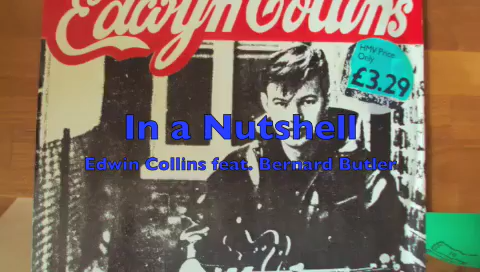 Edwyn Collins
HMV Price
Only
£3.29
In a Nutshell
Edwin Collins feat. Bernard Butler